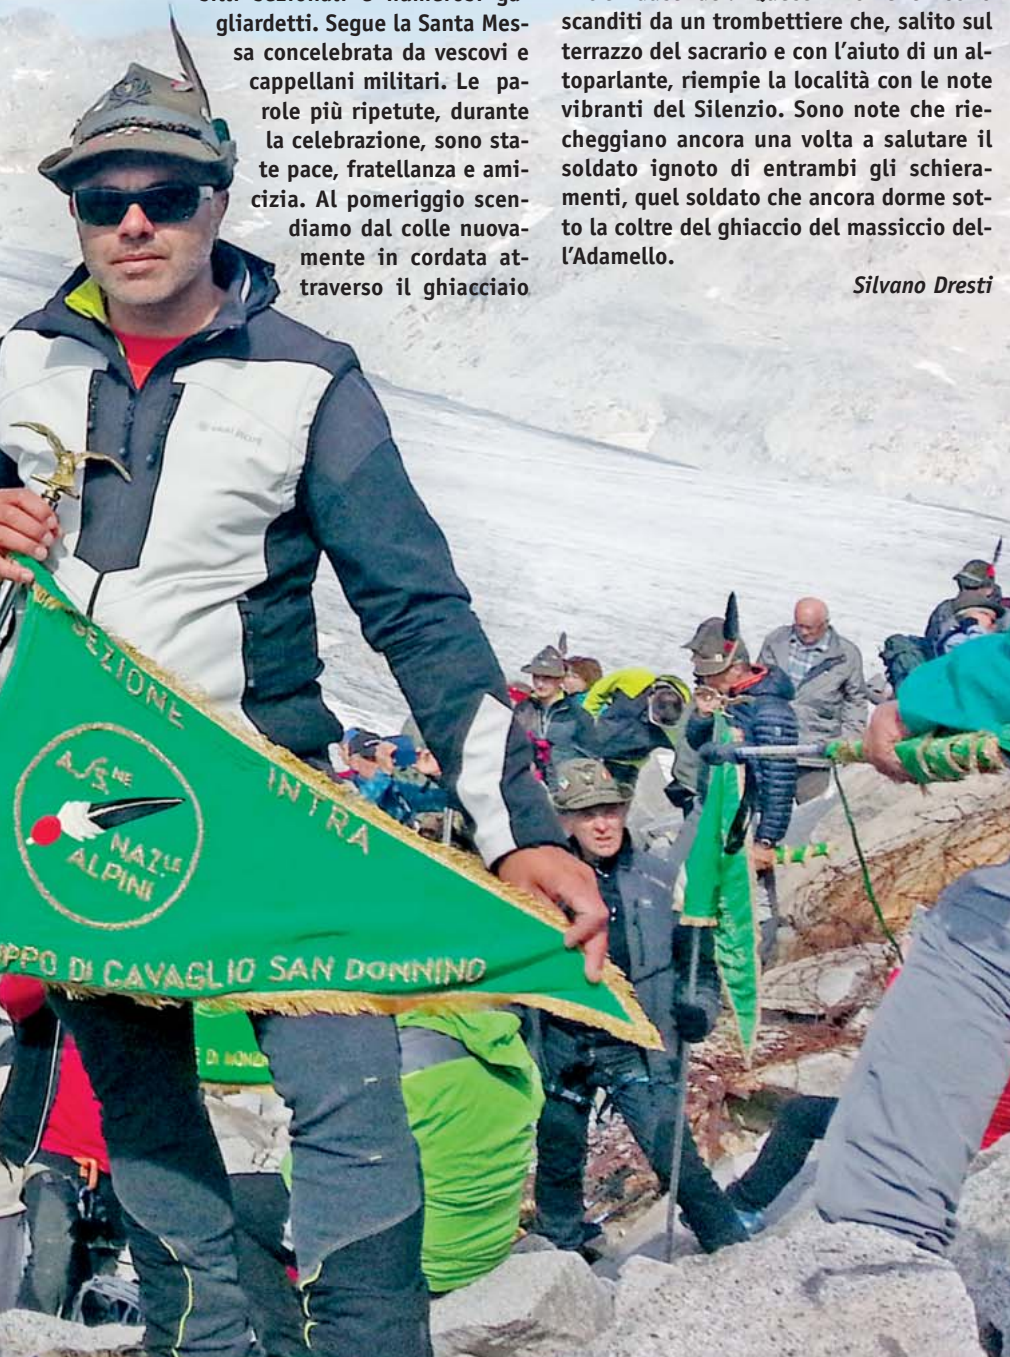 sezionali e numerosi ga-
gliardetti. Segue la Santa Mes-
sa concelebrata da vescovi e
cappellani militari. Le pa-
role più ripetute, durante
la celebrazione, sono sta-
te pace, fratellanza e ami-
cizia. Al pomeriggio scen-
diamo dal colle nuova-
mente in cordata at-
traverso il ghiacciaio
scanditi da un trombettiere che, salito sul
terrazzo del sacrario e con l'aiuto di un al-
toparlante, riempie la località con le note
vibranti del Silenzio. Sono note che rie-
cheggiano ancora una volta a salutare il
soldato ignoto di entrambi gli schiera-
menti, quel soldato che ancora dorme sot-
to la coltre del ghiaccio del massiccio del-
l'Adamello.
Silvano Dresti
SEZIONE INTRA
ASS NE
NAZ.LE
ALPINI
PPO DI CAVAGLIO SAN DONNINO